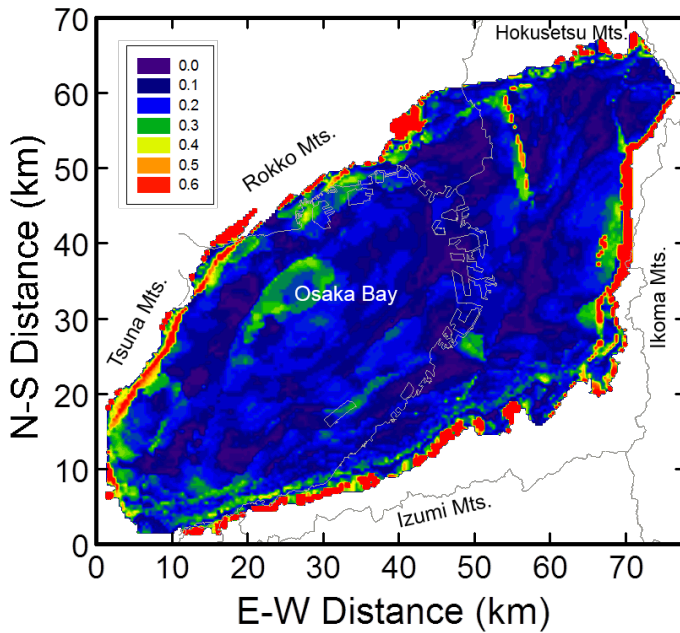 Hokusetsu Mts.
0.0
0.1
0.2
0.3
0.4
0.5
0.6
Rokko Mts.
Tsuna Mts.
Osaka Bay
Ikoma Mts.
Izumi Mts.
N-S Distance (km)
70
60
50
40
30
20
10
0
0 10 20 30 40 50 60 70
E-W Distance (km)